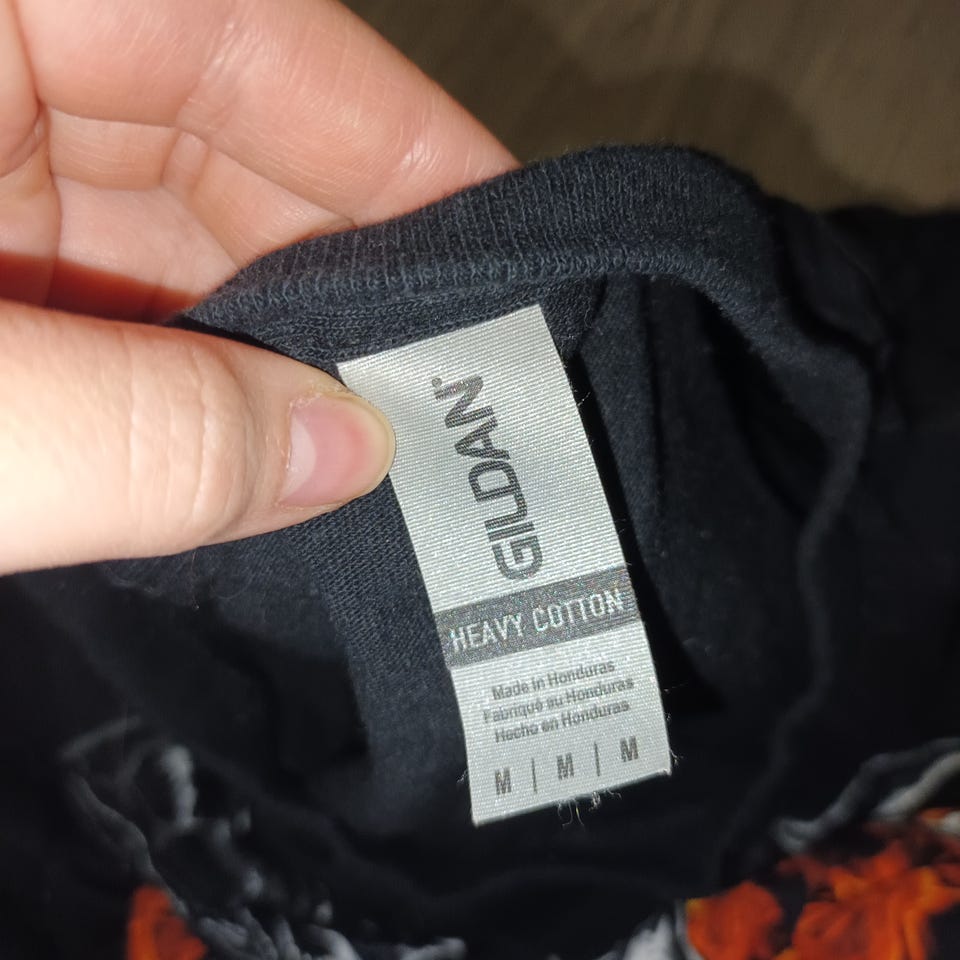 GILDAN®
HEAVY COTTON
Made in Honduras
Fabriqué au Honduras
Hecho en Honduras
M | M | M